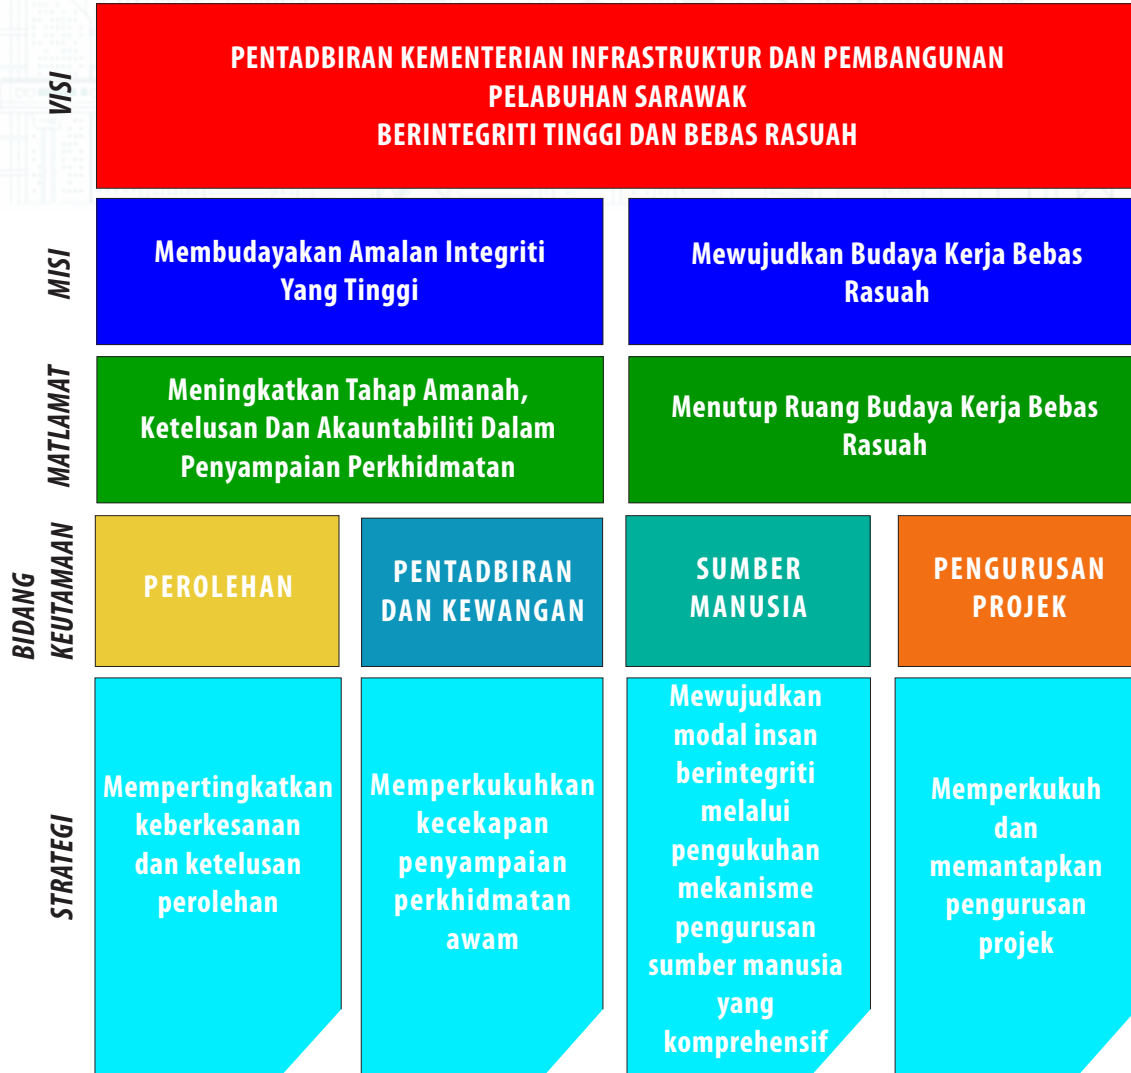 VISI
PENTADBIRAN KEMENTERIAN INFRASTRUKTUR DAN PEMBANGUNAN
PELABUHAN SARAWAK
BERINTEGRITI TINGGI DAN BEBAS RASUAH
MISI
Membudayakan Amalan Integriti
Yang Tinggi
Mewujudkan Budaya Kerja Bebas
Rasuah
MATLAMAT
Meningkatkan Tahap Amanah,
Ketelusan Dan Akauntabiliti Dalam
Penyampaian Perkhidmatan
Menutup Ruang Budaya Kerja Bebas
Rasuah
BIDANG
KEUTAMAAN
PEROLEHAN
PENTADBIRAN
DAN KEWANGAN
SUMBER
MANUSIA
PENGURUSAN
PROJEK
STRATEGI
Mempertingkatkan
keberkesanan
dan ketelusan
perolehan
Memperkukuhkan
kecekapan
penyampaian
perkhidmatan
awam
Mewujudkan
modal insan
berintegriti
melalui
pengukuhan
mekanisme
pengurusan
sumber manusia
yang
komprehensif
Memperkukuh
dan
memantapkan
pengurusan
projek